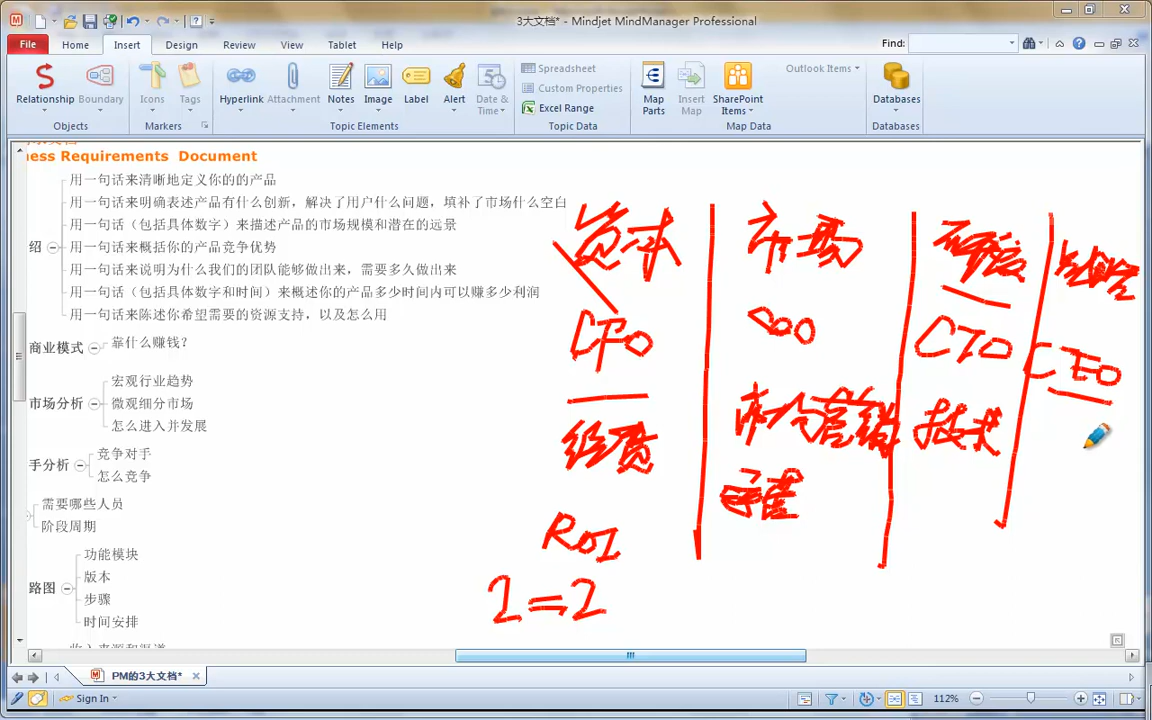 3大文档* - Mindjet MindManager Professional
File Home Insert Design Review View Tablet Help Find:
Relationship Boundary Icons Tags Hyperlink Attachment Notes Image Label Alert Date & Time Spreadsheet Custom Properties Excel Range Map Parts Insert Map SharePoint Items Outlook Items Databases
Objects Markers Topic Elements Topic Data Map Data Databases
ness Requirements Document
用一句话来清晰地定义你的的产品
用一句话来明确表述产品有什么创新，解决了用户什么问题，填补了市场什么空白
用一句话（包括具体数字）来描述产品的市场规模和潜在的远景
绍 用一句话来概括你的产品竞争优势
用一句话来说明为什么我们的团队能够做出来，需要多久做出来
用一句话（包括具体数字和时间）来概述你的产品多少时间内可以赚多少利润
用一句话来陈述你希望需要的资源支持，以及怎么用
商业模式 靠什么赚钱?
宏观行业趋势
市场分析 微观细分市场
怎么进入并发展
竞争对手
手分析
怎么竞争
需要哪些人员
阶段周期
功能模块
版本
路图
步骤
时间安排
收入来源和渠道
资本 市场
CFO COO CTO CEO
经费 市场营销 技术
运营
ROI
2=2
PM的3大文档*
Sign In 112%